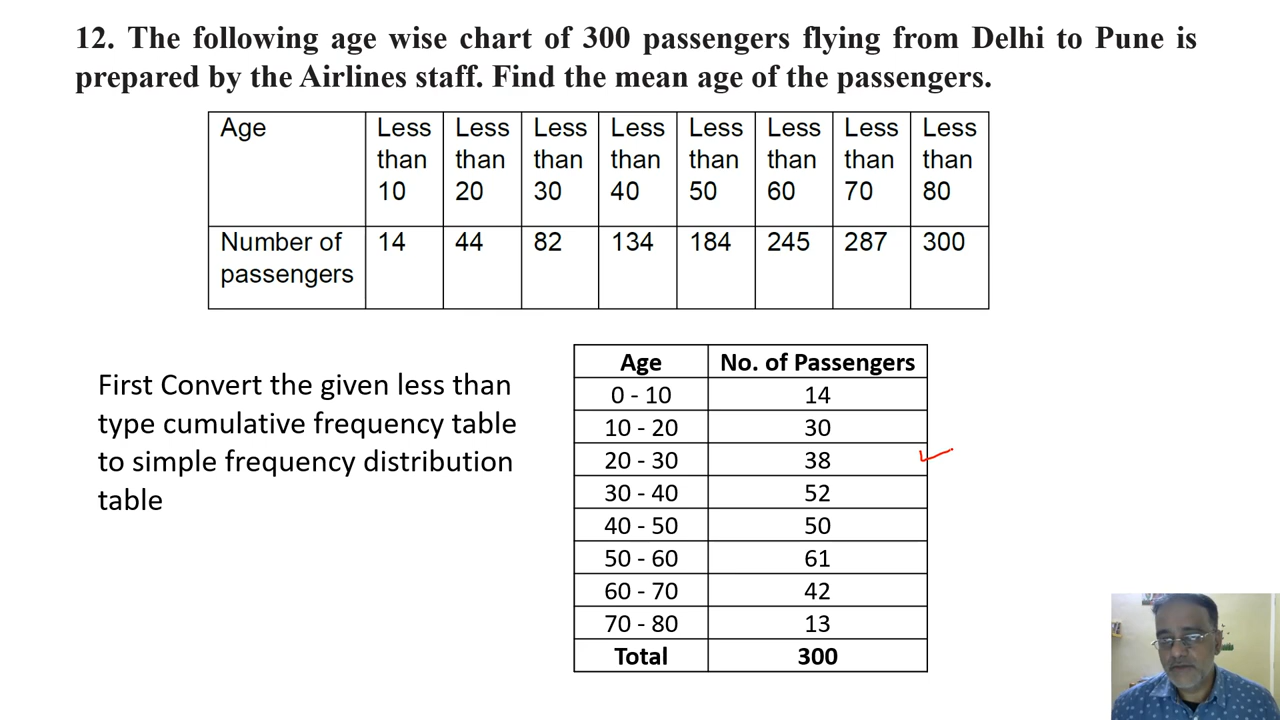 12. The following age wise chart of 300 passengers flying from Delhi to Pune is
prepared by the Airlines staff. Find the mean age of the passengers.
Age Less than 10 Less than 20 Less than 30 Less than 40 Less than 50 Less than 60 Less than 70 Less than 80
Number of passengers 14 44 82 134 184 245 287 300
First Convert the given less than
type cumulative frequency table
to simple frequency distribution
table
Age No. of Passengers
0 - 10 14
10 - 20 30
20 - 30 38
30 - 40 52
40 - 50 50
50 - 60 61
60 - 70 42
70 - 80 13
Total 300